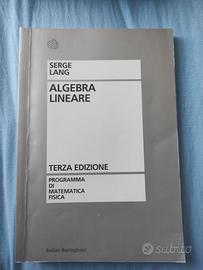 SERGE
LANG
ALGEBRA
LINEARE
TERZA EDIZIONE
PROGRAMMA
DI
MATEMATICA
FISICA
Bollati Boringhieri
subito